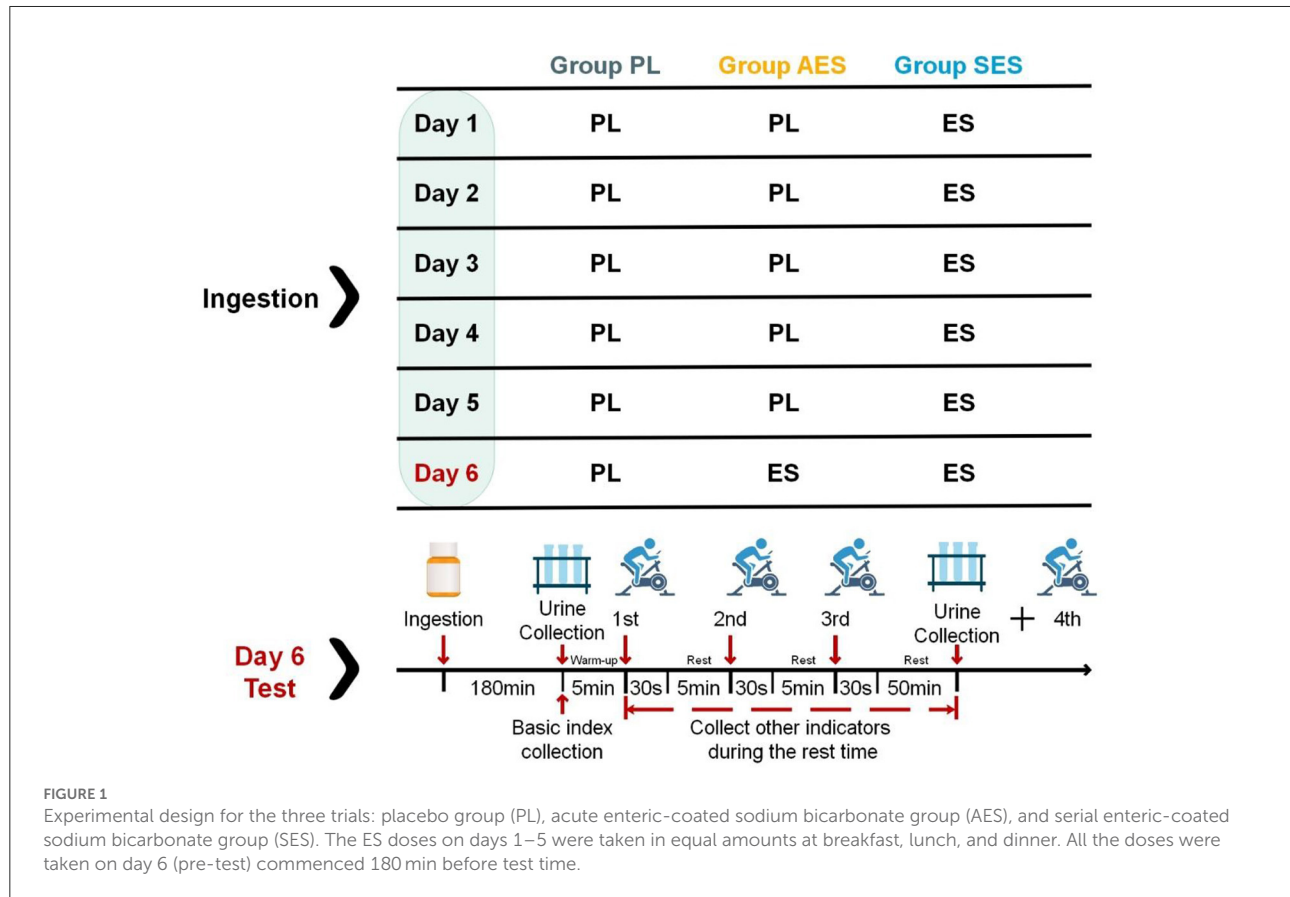 Group PL Group AES Group SES
Day 1 PL PL ES
Day 2 PL PL ES
Day 3 PL PL ES
Ingestion
Day 4 PL PL ES
Day 5 PL PL ES
Day 6 PL ES ES
Ingestion
Urine
Collection
1st
2nd
3rd
Urine
Collection
+
4th
Day 6
Test
Warm-up Rest Rest Rest
180min 5min 30s 5min 30s 5min 30s 50min
Basic index
collection
Collect other indicators
during the rest time
FIGURE 1
Experimental design for the three trials: placebo group (PL), acute enteric-coated sodium bicarbonate group (AES), and serial enteric-coated
sodium bicarbonate group (SES). The ES doses on days 1–5 were taken in equal amounts at breakfast, lunch, and dinner. All the doses were
taken on day 6 (pre-test) commenced 180 min before test time.